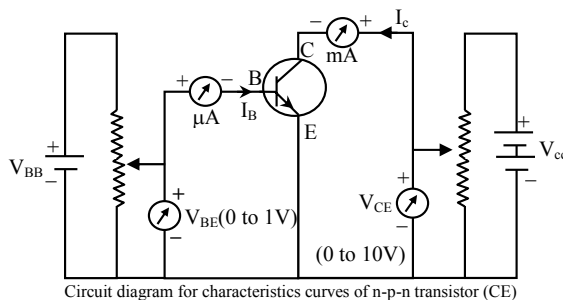 − + I_c
C
mA
+ − B
I_B
μA
E
+
V_BB
−
+
V_BE(0 to 1V)
−
+
V_CE
−
(0 to 10V)
+
V_cc
−
Circuit diagram for characteristics curves of n-p-n transistor (CE)